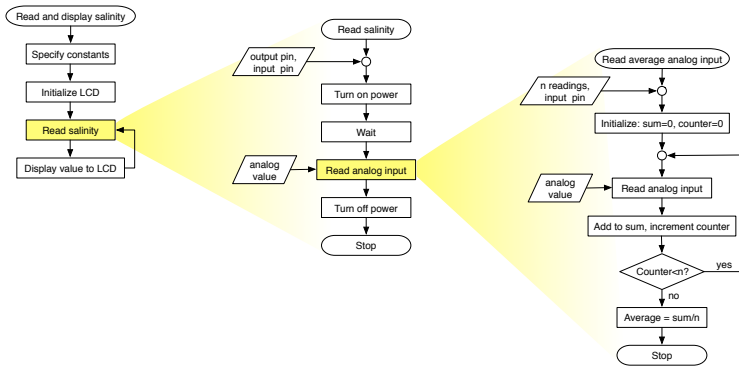 Read and display salinity
Specify constants
Initialize LCD
Read salinity
Display value to LCD
Read salinity
output pin,
input pin
Turn on power
Wait
analog
value
Read analog input
Turn off power
Stop
Read average analog input
n readings,
input pin
Initialize: sum=0, counter=0
analog
value
Read analog input
Add to sum, increment counter
Counter<n?
yes
no
Average = sum/n
Stop